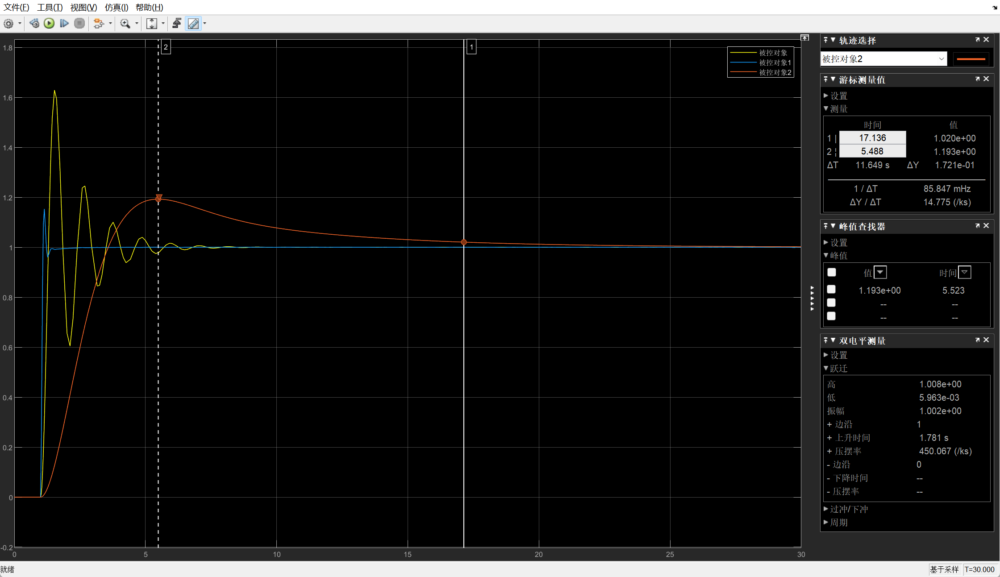 文件(F) 工具(T) 视图(V) 仿真(I) 帮助(H)
1.8
1.6
1.4
1.2
1
0.8
0.6
0.4
0.2
0
-0.2
0 5 10 15 20 25 30
2
1
被控对象
被控对象1
被控对象2
轨迹选择
被控对象2
游标测量值
设置
测量
时间 值
1 | 17.136 1.020e+00
2 ¦ 5.488 1.193e+00
ΔT 11.649 s ΔY 1.721e-01
1 / ΔT 85.847 mHz
ΔY / ΔT 14.775 (/ks)
峰值查找器
设置
峰值
值 时间
1.193e+00 5.523
-- --
-- --
双电平测量
设置
跃迁
高 1.008e+00
低 5.963e-03
振幅 1.002e+00
+ 边沿 1
+ 上升时间 1.781 s
+ 压摆率 450.067 (/ks)
- 边沿 0
- 下降时间 --
- 压摆率 --
过冲/下冲
周期
就绪 基于采样 T=30.000